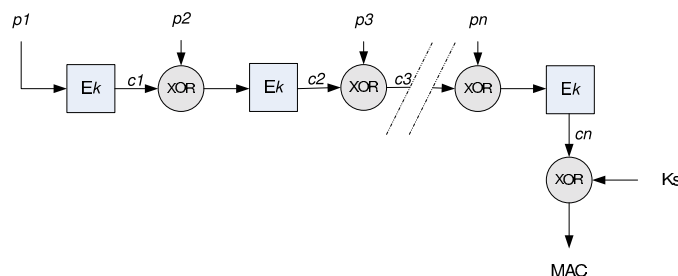 p1 p2 p3 pn
Ek c1 XOR Ek c2 XOR c3 XOR Ek
cn
XOR Ks
MAC